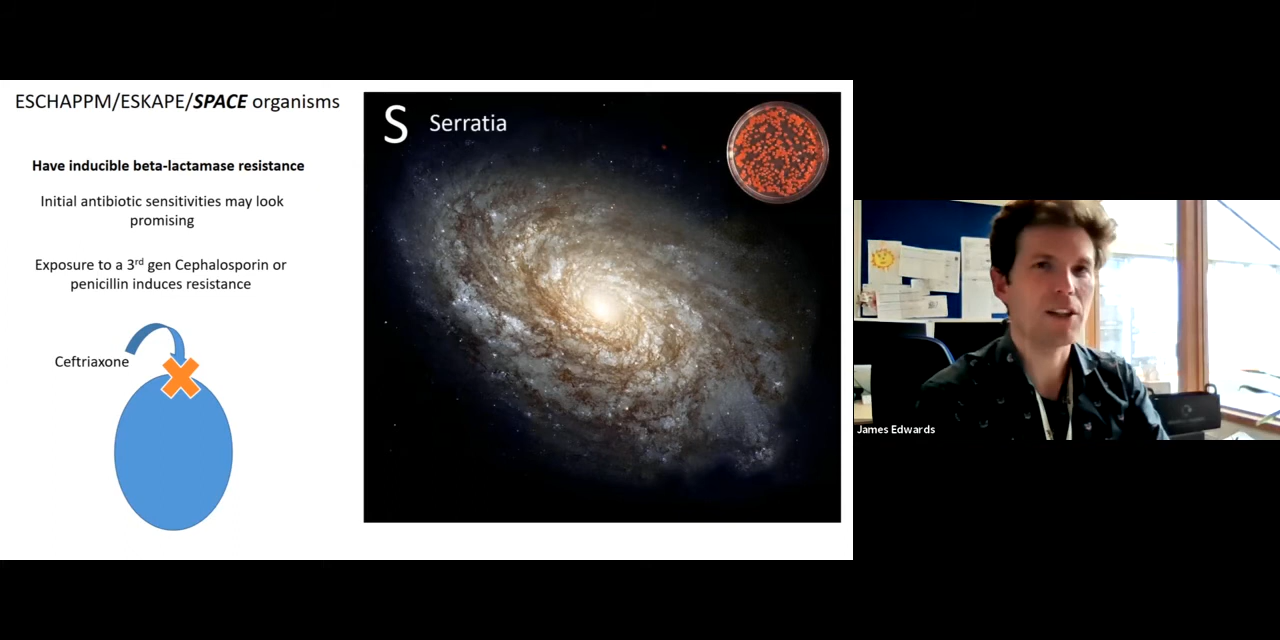 ESCHAPPM/ESKAPE/SPACE organisms
Have inducible beta-lactamase resistance
Initial antibiotic sensitivities may look
promising
Exposure to a 3rd gen Cephalosporin or
penicillin induces resistance
Ceftriaxone
S Serratia
James Edwards